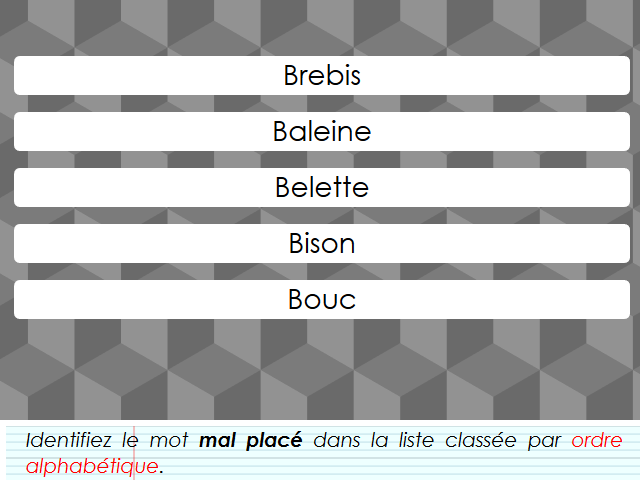 Brebis
Baleine
Belette
Bison
Bouc
Identifiez le mot mal placé dans la liste classée par ordre
alphabétique.